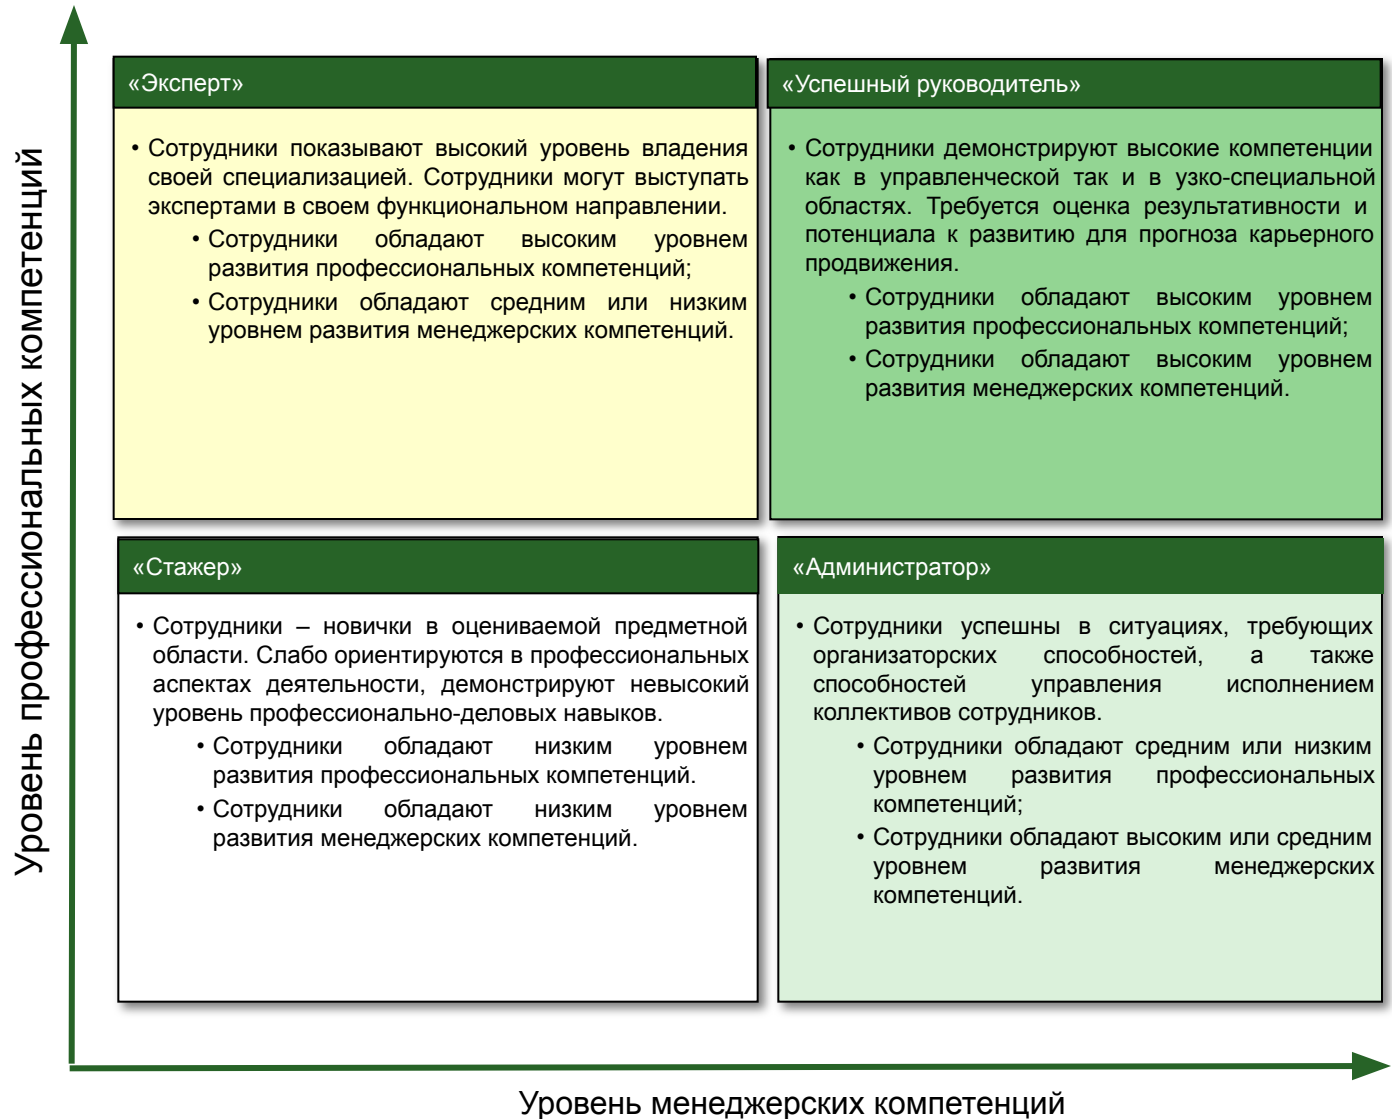 Уровень профессиональных компетенций
«Эксперт»
• Сотрудники показывают высокий уровень владения
своей специализацией. Сотрудники могут выступать
экспертами в своем функциональном направлении.
• Сотрудники обладают высоким уровнем
развития профессиональных компетенций;
• Сотрудники обладают средним или низким
уровнем развития менеджерских компетенций.
«Успешный руководитель»
• Сотрудники демонстрируют высокие компетенции
как в управленческой так и в узко-специальной
областях. Требуется оценка результативности и
потенциала к развитию для прогноза карьерного
продвижения.
• Сотрудники обладают высоким уровнем
развития профессиональных компетенций;
• Сотрудники обладают высоким уровнем
развития менеджерских компетенций.
«Стажер»
• Сотрудники – новички в оцениваемой предметной
области. Слабо ориентируются в профессиональных
аспектах деятельности, демонстрируют невысокий
уровень профессионально-деловых навыков.
• Сотрудники обладают низким уровнем
развития профессиональных компетенций.
• Сотрудники обладают низким уровнем
развития менеджерских компетенций.
«Администратор»
• Сотрудники успешны в ситуациях, требующих
организаторских способностей, а также
способностей управления исполнением
коллективов сотрудников.
• Сотрудники обладают средним или низким
уровнем развития профессиональных
компетенций;
• Сотрудники обладают высоким или средним
уровнем развития менеджерских
компетенций.
Уровень менеджерских компетенций